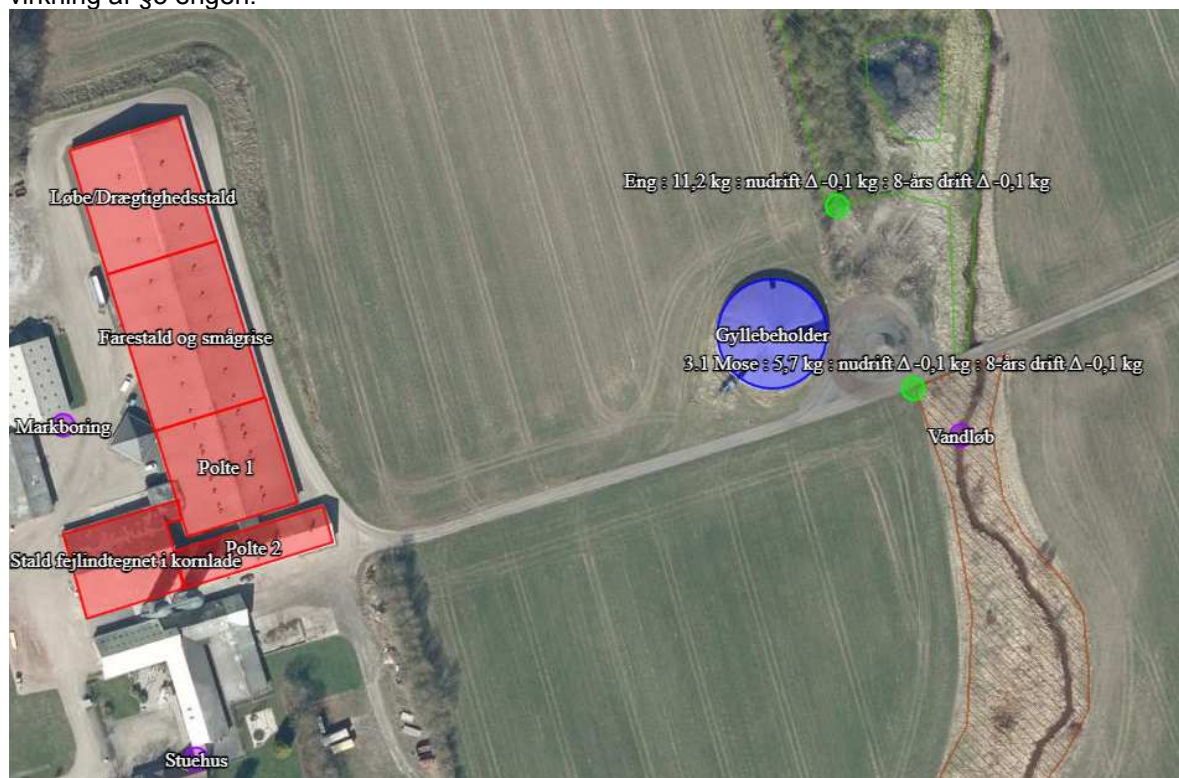 virkning af §3 engen.
Eng : 11,2 kg : nudrift Δ -0,1 kg : 8-års drift Δ -0,1 kg
Løbe/Drægtighedsstald
Farestald og smågrise
Gyllebeholder
3.1 Mose : 5,7 kg : nudrift Δ -0,1 kg : 8-års drift Δ -0,1 kg
Markboring
Vandløb
Polte 1
Polte 2
Stald fejlindtegnet i kornlade
Stuehus